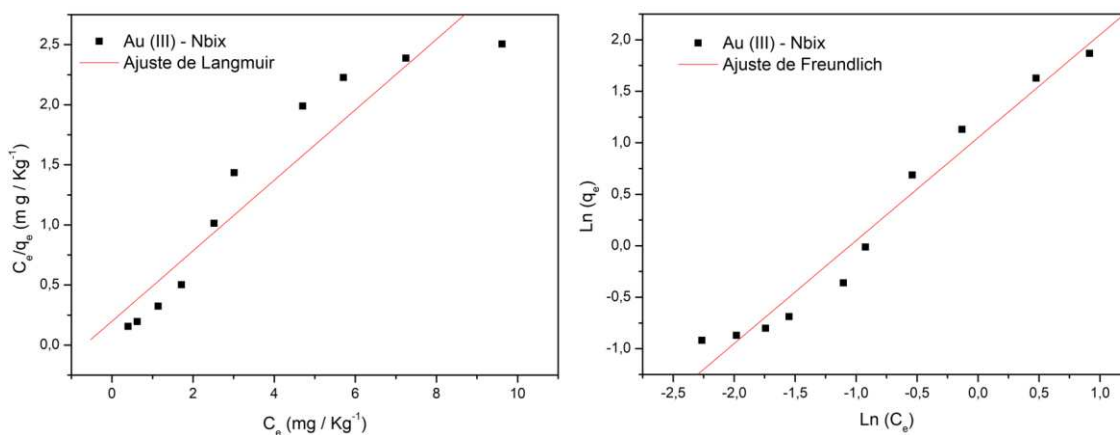 Au (III) - Nbix
Ajuste de Langmuir
2,5
2,0
1,5
1,0
0,5
0,0
C_e/q_e (m g / Kg⁻¹)
0 2 4 6 8 10
C_e (mg / Kg⁻¹)
Au (III) - Nbix
Ajuste de Freundlich
2,0
1,5
1,0
0,5
0,0
-0,5
-1,0
Ln (q_e)
-2,5 -2,0 -1,5 -1,0 -0,5 0,0 0,5 1,0
Ln (C_e)